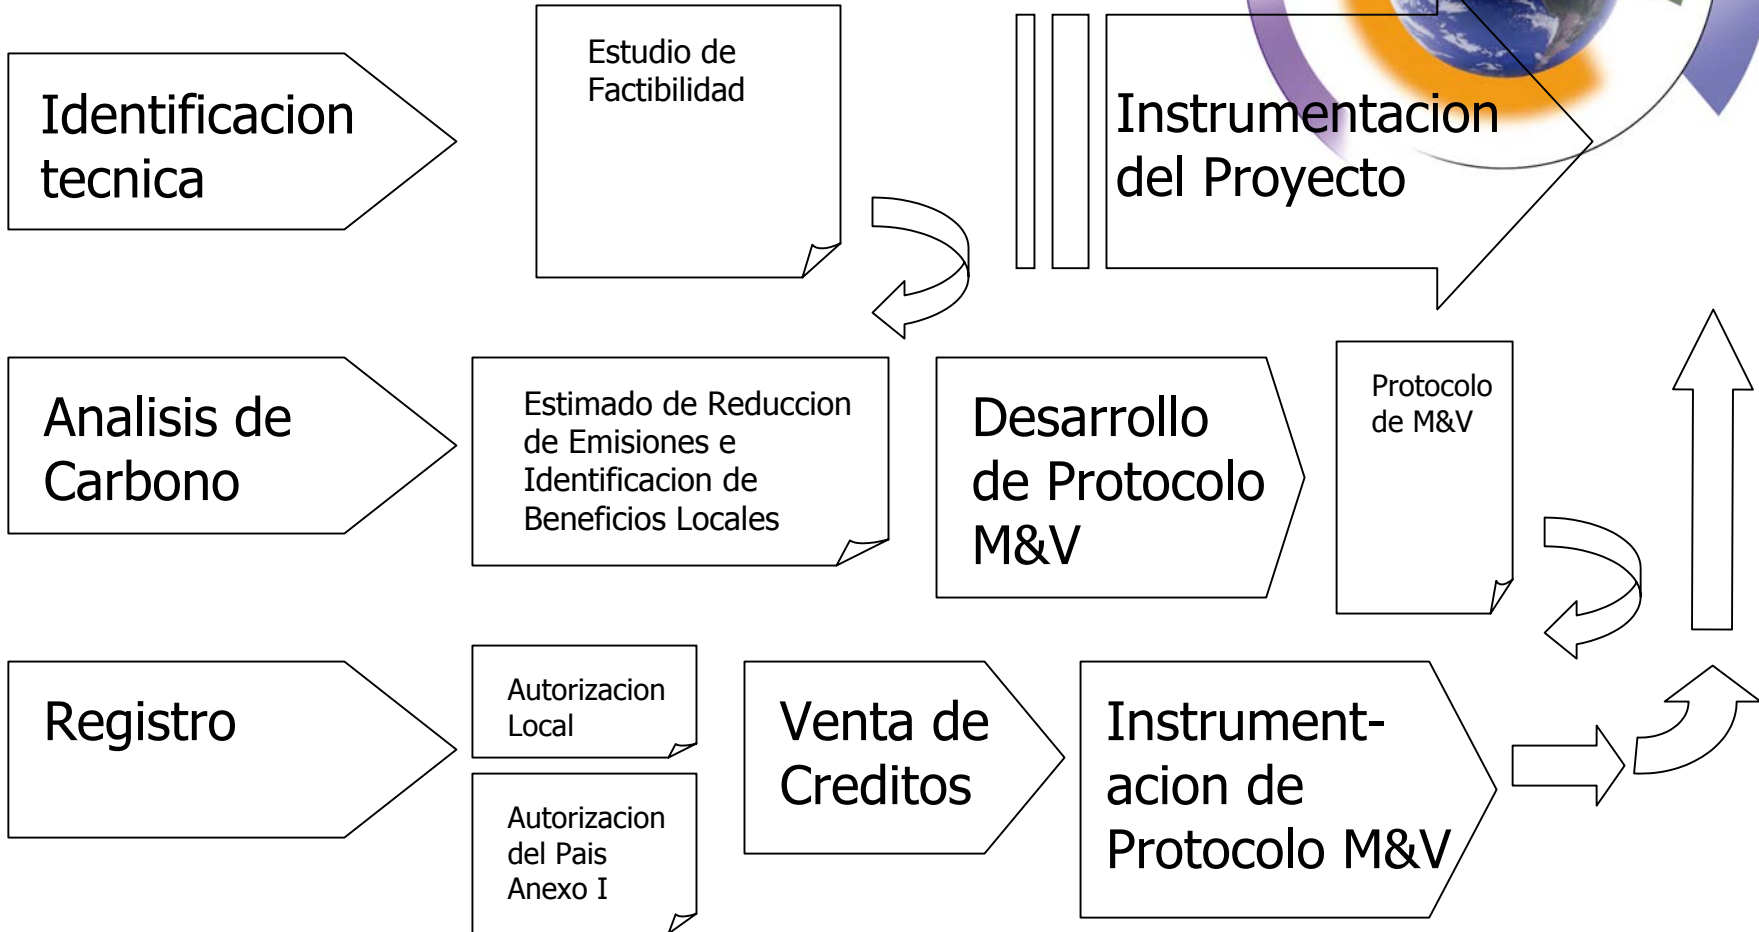 Identificacion
tecnica
Estudio de
Factibilidad
Instrumentacion
del Proyecto
Analisis de
Carbono
Estimado de Reduccion
de Emisiones e
Identificacion de
Beneficios Locales
Desarrollo
de Protocolo
M&V
Protocolo
de M&V
Registro
Autorizacion
Local
Autorizacion
del Pais
Anexo I
Venta de
Creditos
Instrument-
acion de
Protocolo M&V